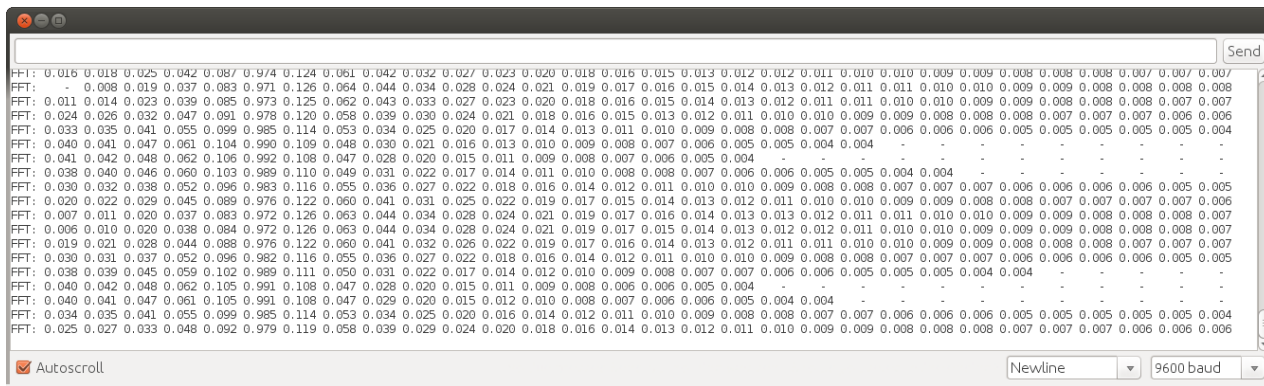 Send
FFT: 0.016 0.018 0.025 0.042 0.087 0.974 0.124 0.061 0.042 0.032 0.027 0.023 0.020 0.018 0.016 0.015 0.013 0.012 0.012 0.011 0.010 0.010 0.009 0.009 0.008 0.008 0.008 0.007 0.007 0.007
FFT: - 0.008 0.019 0.037 0.083 0.971 0.126 0.064 0.044 0.034 0.028 0.024 0.021 0.019 0.017 0.016 0.015 0.014 0.013 0.012 0.011 0.011 0.010 0.010 0.009 0.009 0.008 0.008 0.008 0.008
FFT: 0.011 0.014 0.023 0.039 0.085 0.973 0.125 0.062 0.043 0.033 0.027 0.023 0.020 0.018 0.016 0.015 0.014 0.013 0.012 0.011 0.011 0.010 0.010 0.009 0.009 0.008 0.008 0.008 0.007 0.007
FFT: 0.024 0.026 0.032 0.047 0.091 0.978 0.120 0.058 0.039 0.030 0.024 0.021 0.018 0.016 0.015 0.013 0.012 0.011 0.010 0.010 0.009 0.009 0.008 0.008 0.008 0.007 0.007 0.007 0.006 0.006
FFT: 0.033 0.035 0.041 0.055 0.099 0.985 0.114 0.053 0.034 0.025 0.020 0.017 0.014 0.013 0.011 0.010 0.009 0.008 0.008 0.007 0.007 0.006 0.006 0.006 0.005 0.005 0.005 0.005 0.005 0.004
FFT: 0.040 0.041 0.047 0.061 0.104 0.990 0.109 0.048 0.030 0.021 0.016 0.013 0.010 0.009 0.008 0.007 0.006 0.005 0.005 0.004 0.004 - - - - - - - - -
FFT: 0.041 0.042 0.048 0.062 0.106 0.992 0.108 0.047 0.028 0.020 0.015 0.011 0.009 0.008 0.007 0.006 0.005 0.004 - - - - - - - - - - - -
FFT: 0.038 0.040 0.046 0.060 0.103 0.989 0.110 0.049 0.031 0.022 0.017 0.014 0.011 0.010 0.008 0.008 0.007 0.006 0.006 0.005 0.005 0.004 0.004 - - - - - - -
FFT: 0.030 0.032 0.038 0.052 0.096 0.983 0.116 0.055 0.036 0.027 0.022 0.018 0.016 0.014 0.012 0.011 0.010 0.010 0.009 0.008 0.008 0.007 0.007 0.007 0.006 0.006 0.006 0.006 0.005 0.005
FFT: 0.020 0.022 0.029 0.045 0.089 0.976 0.122 0.060 0.041 0.031 0.025 0.022 0.019 0.017 0.015 0.014 0.013 0.012 0.011 0.010 0.010 0.009 0.009 0.008 0.008 0.007 0.007 0.007 0.007 0.006
FFT: 0.007 0.011 0.020 0.037 0.083 0.972 0.126 0.063 0.044 0.034 0.028 0.024 0.021 0.019 0.017 0.016 0.014 0.013 0.013 0.012 0.011 0.011 0.010 0.010 0.009 0.009 0.008 0.008 0.008 0.007
FFT: 0.006 0.010 0.020 0.038 0.084 0.972 0.126 0.063 0.044 0.034 0.028 0.024 0.021 0.019 0.017 0.015 0.014 0.013 0.012 0.012 0.011 0.010 0.010 0.009 0.009 0.009 0.008 0.008 0.008 0.007
FFT: 0.019 0.021 0.028 0.044 0.088 0.976 0.122 0.060 0.041 0.032 0.026 0.022 0.019 0.017 0.016 0.014 0.013 0.012 0.011 0.011 0.010 0.010 0.009 0.009 0.008 0.008 0.008 0.007 0.007 0.007
FFT: 0.030 0.031 0.037 0.052 0.096 0.982 0.116 0.055 0.036 0.027 0.022 0.018 0.016 0.014 0.012 0.011 0.010 0.010 0.009 0.008 0.008 0.007 0.007 0.007 0.006 0.006 0.006 0.006 0.005 0.005
FFT: 0.038 0.039 0.045 0.059 0.102 0.989 0.111 0.050 0.031 0.022 0.017 0.014 0.012 0.010 0.009 0.008 0.007 0.007 0.006 0.006 0.005 0.005 0.005 0.004 0.004 - - - - -
FFT: 0.040 0.042 0.048 0.062 0.105 0.991 0.108 0.047 0.028 0.020 0.015 0.011 0.009 0.008 0.006 0.006 0.005 0.004 - - - - - - - - - - - -
FFT: 0.040 0.041 0.047 0.061 0.105 0.991 0.108 0.047 0.029 0.020 0.015 0.012 0.010 0.008 0.007 0.006 0.006 0.005 0.004 0.004 - - - - - - - - - -
FFT: 0.034 0.035 0.041 0.055 0.099 0.985 0.114 0.053 0.034 0.025 0.020 0.016 0.014 0.012 0.011 0.010 0.009 0.008 0.008 0.007 0.007 0.006 0.006 0.006 0.005 0.005 0.005 0.005 0.005 0.004
FFT: 0.025 0.027 0.033 0.048 0.092 0.979 0.119 0.058 0.039 0.029 0.024 0.020 0.018 0.016 0.014 0.013 0.012 0.011 0.010 0.009 0.009 0.008 0.008 0.008 0.007 0.007 0.007 0.006 0.006 0.006
Autoscroll
Newline
9600 baud